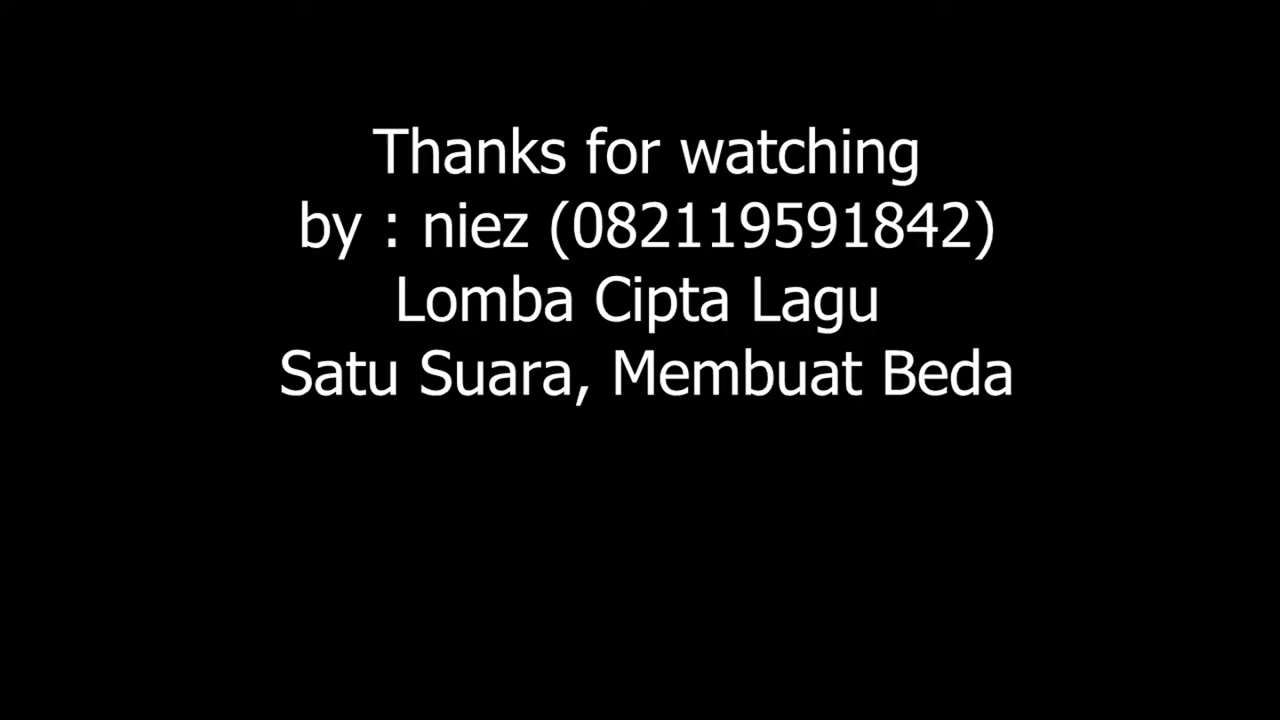 Thanks for watching
by : niez (082119591842)
Lomba Cipta Lagu
Satu Suara, Membuat Beda